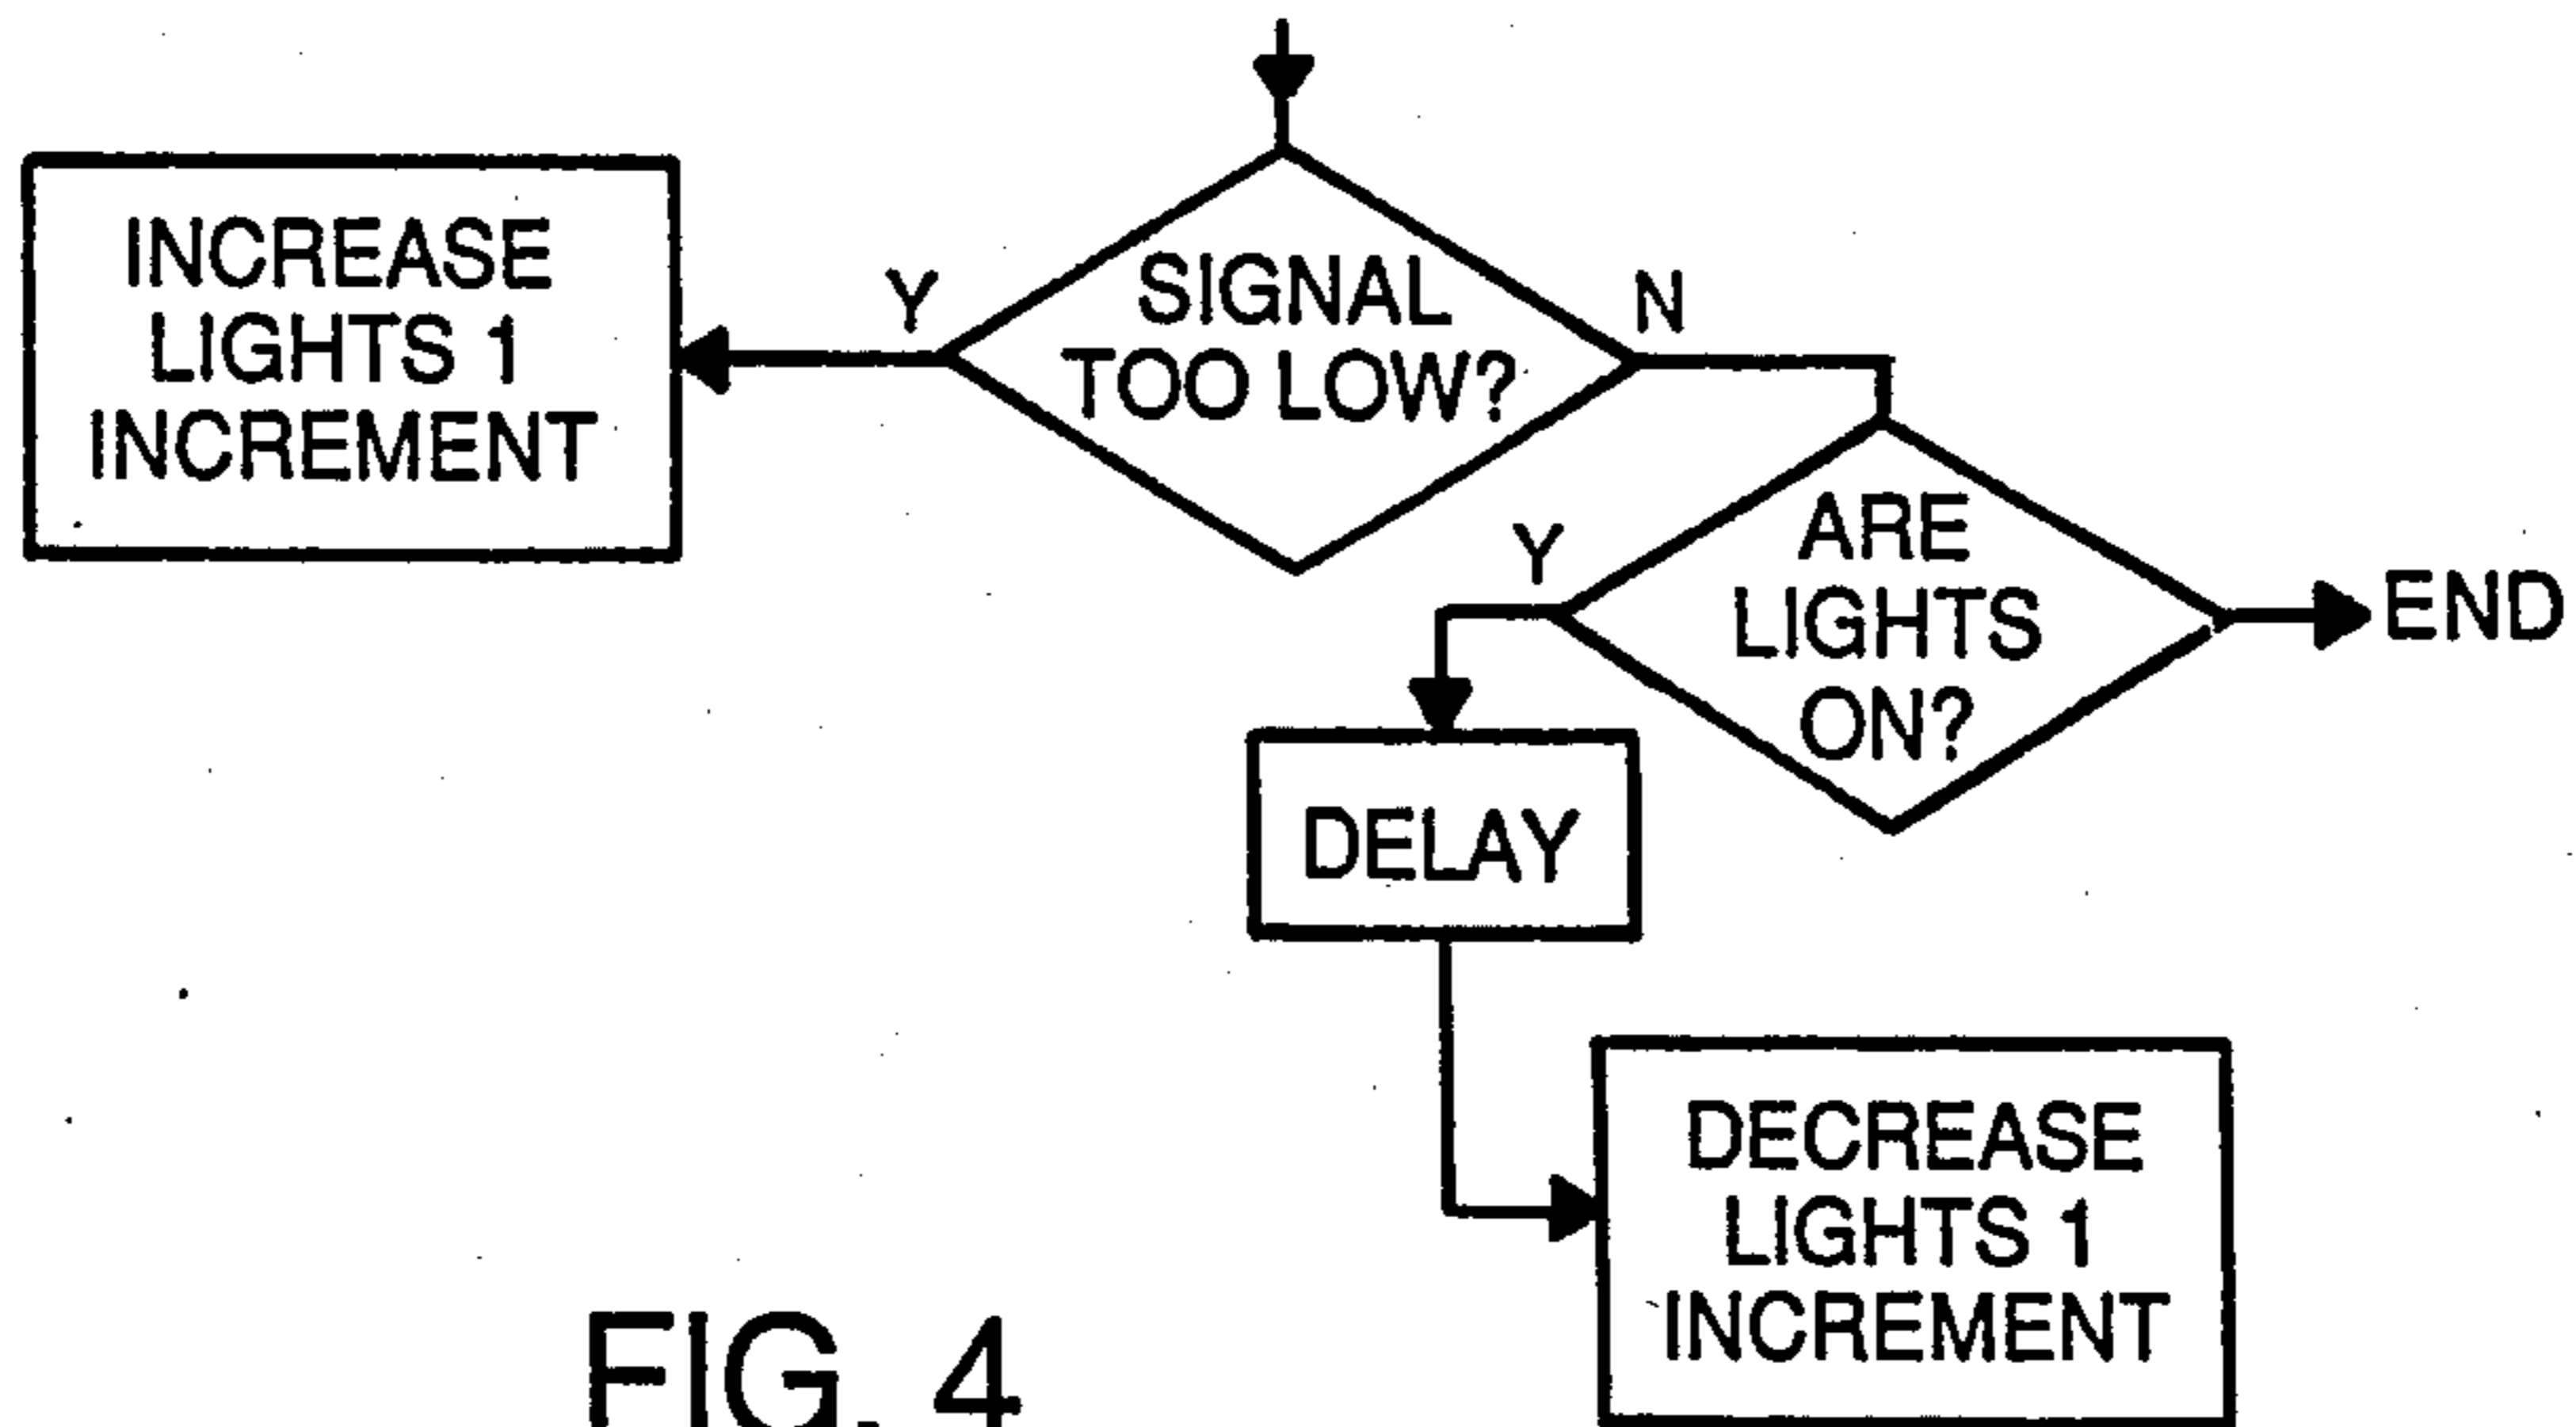 INCREASE
LIGHTS 1
INCREMENT
Y
SIGNAL
TOO LOW?
N
Y
ARE
LIGHTS
ON?
END
DELAY
DECREASE
LIGHTS 1
INCREMENT
FIG. 4